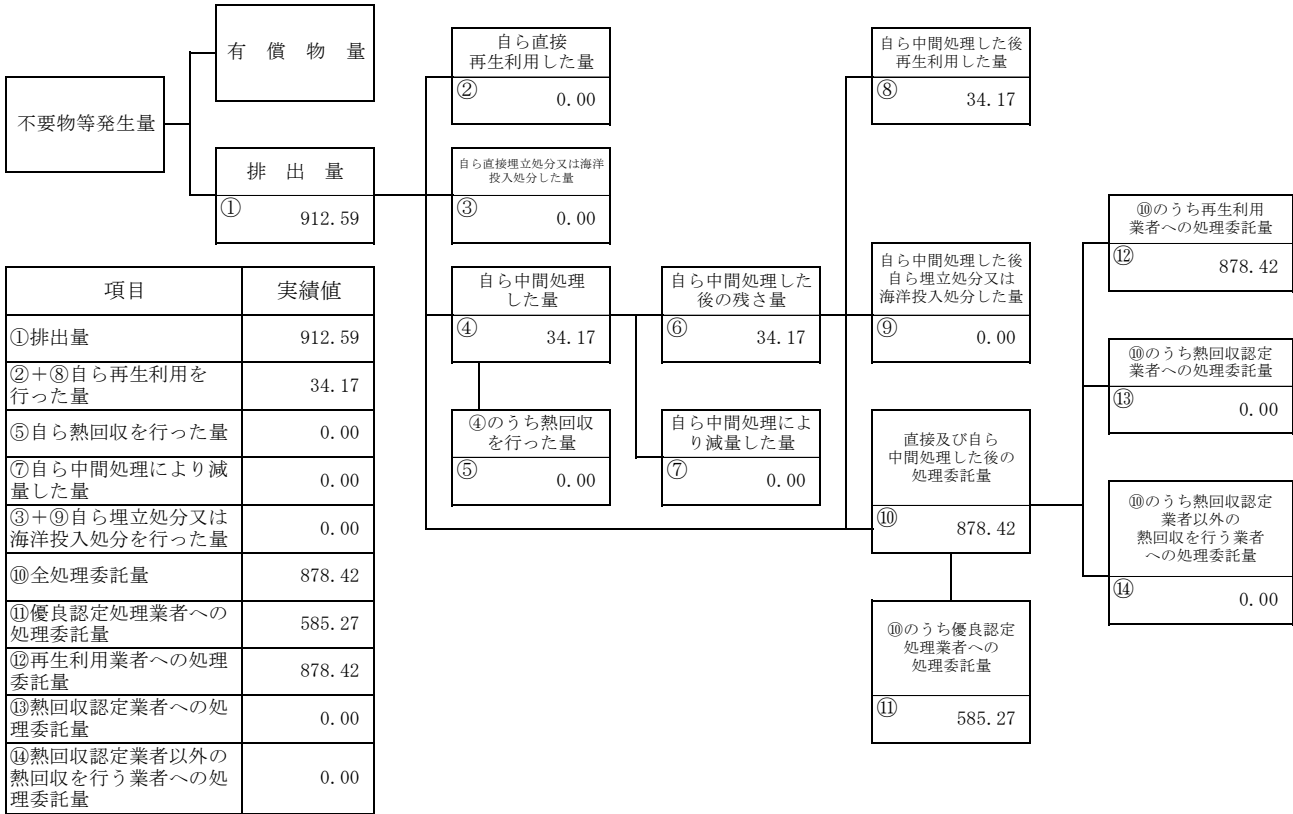 有 償 物 量
不要物等発生量
排 出 量
① 912.59
自ら直接
再生利用した量
② 0.00
自ら直接埋立処分又は海洋
投入処分した量
③ 0.00
自ら中間処理
した量
④ 34.17
④のうち熱回収
を行った量
⑤ 0.00
自ら中間処理した
後の残さ量
⑥ 34.17
自ら中間処理によ
り減量した量
⑦ 0.00
自ら中間処理した後
再生利用した量
⑧ 34.17
自ら中間処理した後
自ら埋立処分又は
海洋投入処分した量
⑨ 0.00
直接及び自ら
中間処理した後の
処理委託量
⑩ 878.42
⑩のうち優良認定
処理業者への
処理委託量
⑪ 585.27
⑩のうち再生利用
業者への処理委託量
⑫ 878.42
⑩のうち熱回収認定
業者への処理委託量
⑬ 0.00
⑩のうち熱回収認定
業者以外の
熱回収を行う業者
への処理委託量
⑭ 0.00
項目 実績値
①排出量 912.59
②+⑧自ら再生利用を
行った量 34.17
⑤自ら熱回収を行った量 0.00
⑦自ら中間処理により減
量した量 0.00
③+⑨自ら埋立処分又は
海洋投入処分を行った量 0.00
⑩全処理委託量 878.42
⑪優良認定処理業者への
処理委託量 585.27
⑫再生利用業者への処理
委託量 878.42
⑬熱回収認定業者への処
理委託量 0.00
⑭熱回収認定業者以外の
熱回収を行う業者への処
理委託量 0.00